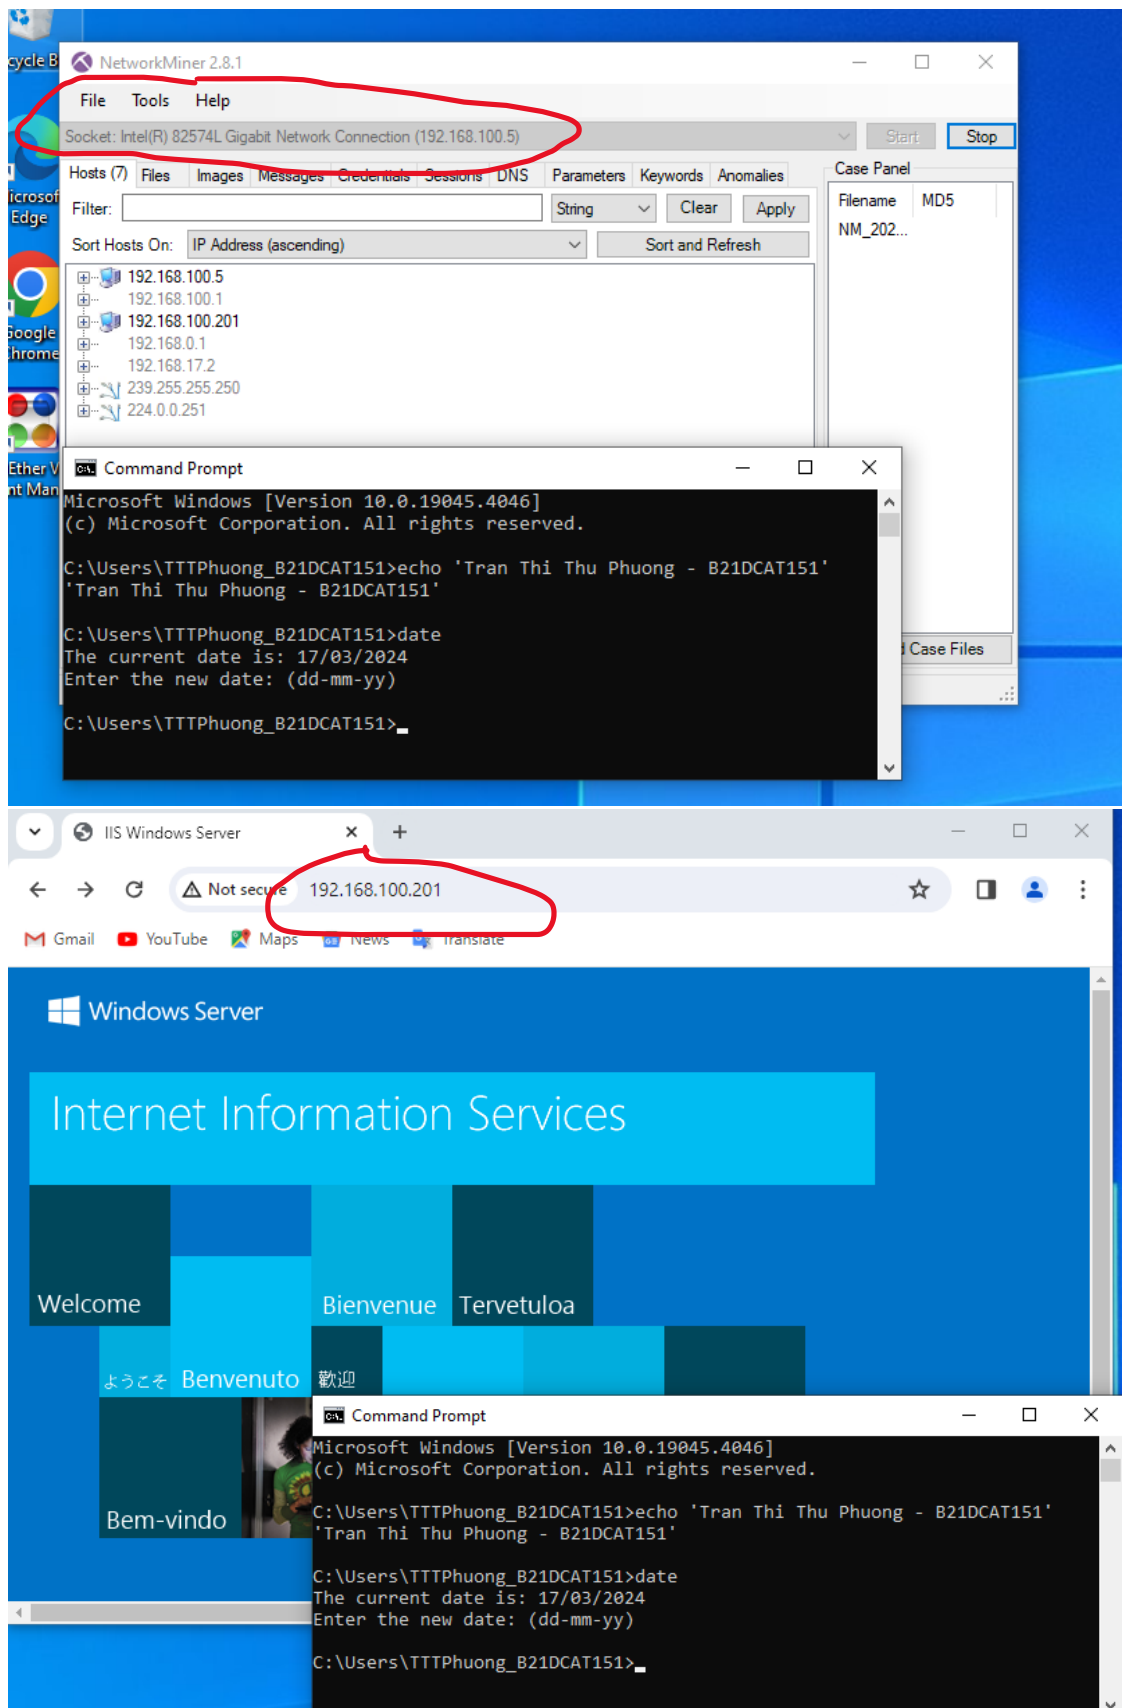 cycle B
NetworkMiner 2.8.1
File Tools Help
Socket: Intel(R) 82574L Gigabit Network Connection (192.168.100.5)
Start Stop
Hosts (7) Files Images Messages Credentials Sessions DNS Parameters Keywords Anomalies
Case Panel
icrosof
Edge
Filter:
String
Clear
Apply
Filename MD5
NM_202...
Sort Hosts On: IP Address (ascending)
Sort and Refresh
192.168.100.5
192.168.100.1
192.168.100.201
192.168.0.1
192.168.17.2
239.255.255.250
224.0.0.251
Google
hrome
Ether V
nt Man
Command Prompt
Microsoft Windows [Version 10.0.19045.4046]
(c) Microsoft Corporation. All rights reserved.
C:\Users\TTTPhuong_B21DCAT151>echo 'Tran Thi Thu Phuong - B21DCAT151'
'Tran Thi Thu Phuong - B21DCAT151'
C:\Users\TTTPhuong_B21DCAT151>date
The current date is: 17/03/2024
Enter the new date: (dd-mm-yy)
C:\Users\TTTPhuong_B21DCAT151>
d Case Files
IIS Windows Server
Not secure 192.168.100.201
Gmail YouTube Maps News Translate
Windows Server
Internet Information Services
Welcome
Bienvenue
Tervetuloa
ようこそ
Benvenuto
歡迎
Bem-vindo
Command Prompt
Microsoft Windows [Version 10.0.19045.4046]
(c) Microsoft Corporation. All rights reserved.
C:\Users\TTTPhuong_B21DCAT151>echo 'Tran Thi Thu Phuong - B21DCAT151'
'Tran Thi Thu Phuong - B21DCAT151'
C:\Users\TTTPhuong_B21DCAT151>date
The current date is: 17/03/2024
Enter the new date: (dd-mm-yy)
C:\Users\TTTPhuong_B21DCAT151>